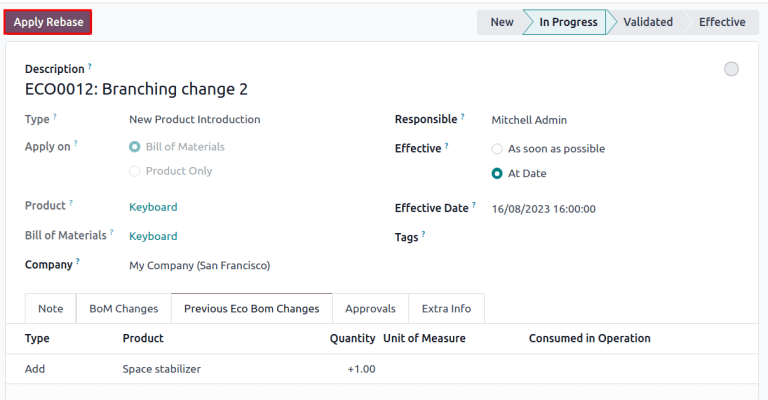 Apply Rebase New In Progress Validated Effective
Description ?
ECO0012: Branching change 2
Type ? New Product Introduction Responsible ? Mitchell Admin
Apply on ? Bill of Materials Effective ? As soon as possible
Product Only At Date
Product ? Keyboard Effective Date ? 16/08/2023 16:00:00
Bill of Materials ? Keyboard Tags ?
Company ? My Company (San Francisco)
Note BoM Changes Previous Eco Bom Changes Approvals Extra Info
Type Product Quantity Unit of Measure Consumed in Operation
Add Space stabilizer +1.00